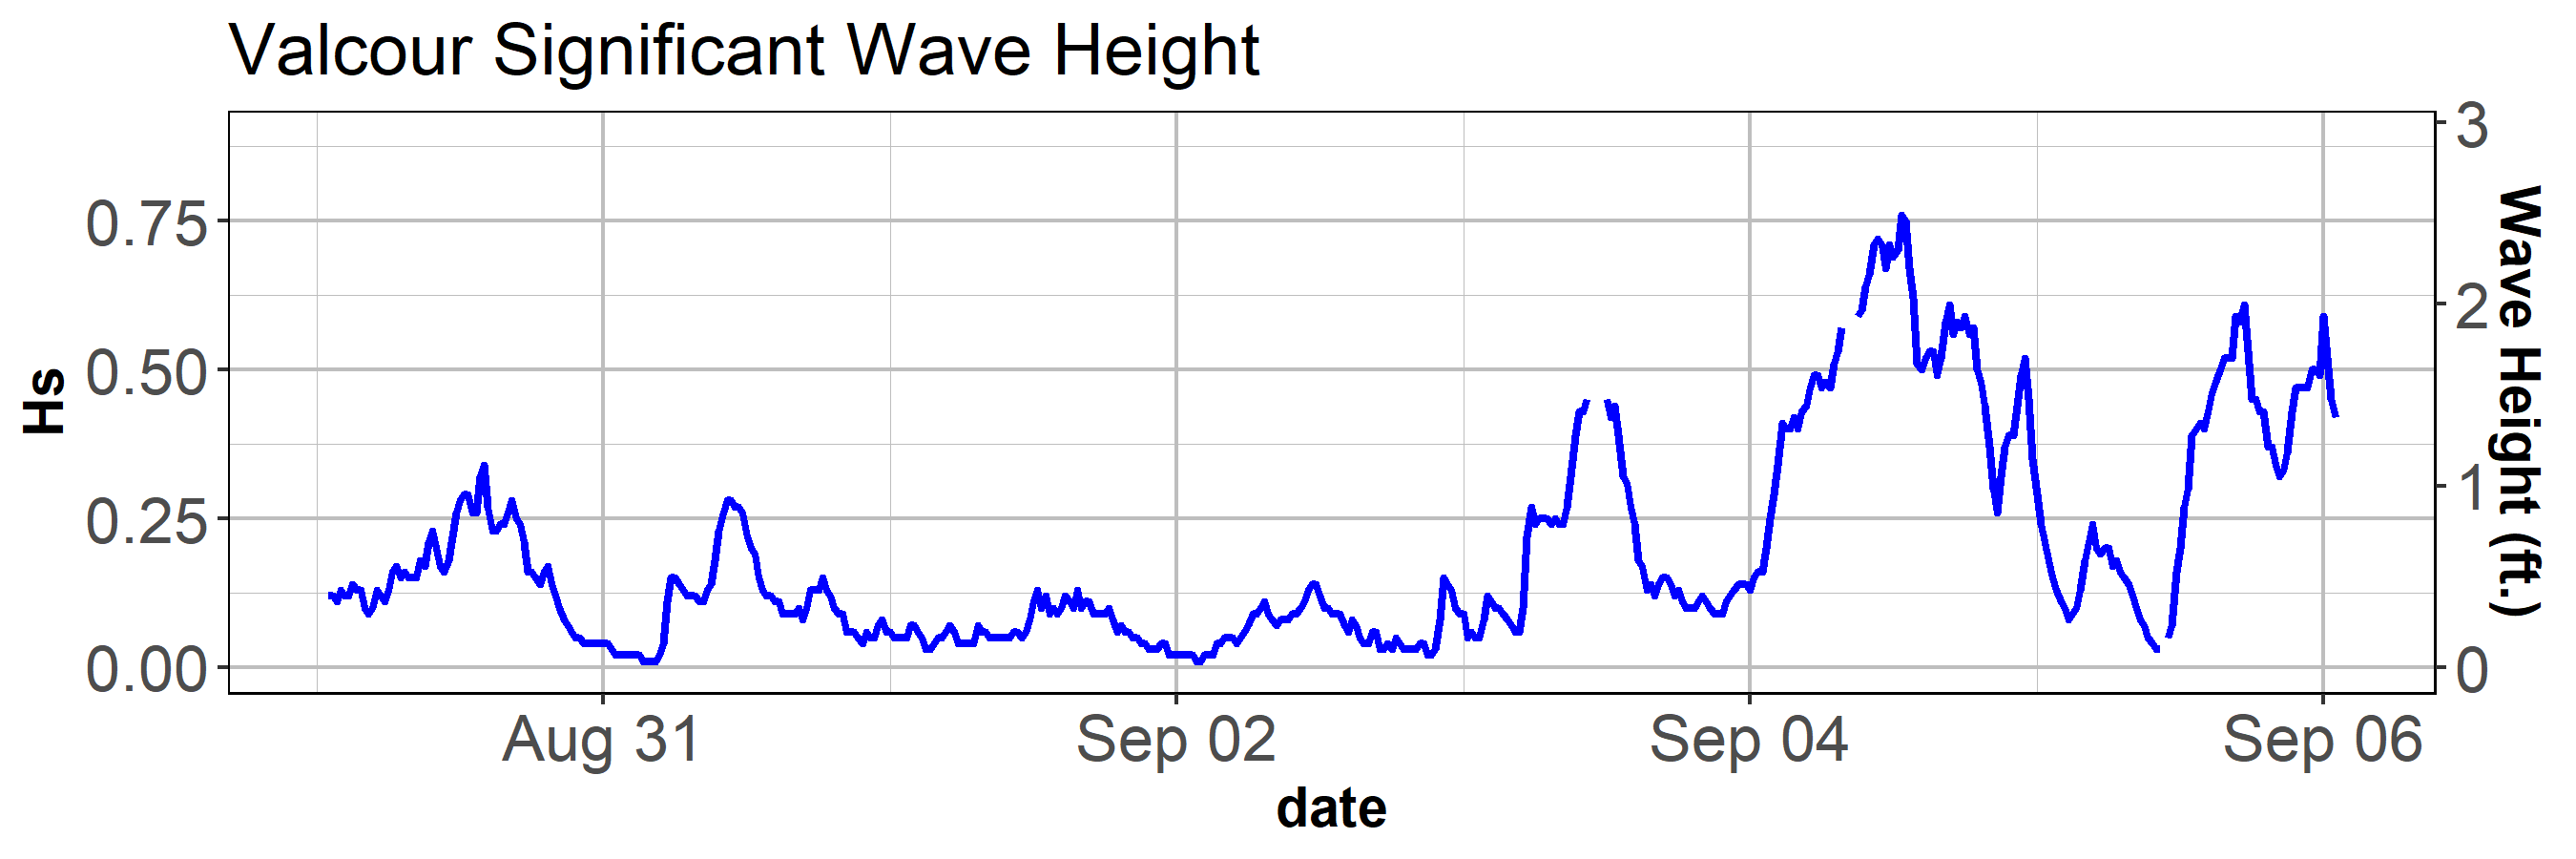 Valcour Significant Wave Height
Hs
0.75
0.50
0.25
0.00
3
2
1
0
Wave Height (ft.)
Aug 31 Sep 02 Sep 04 Sep 06
date